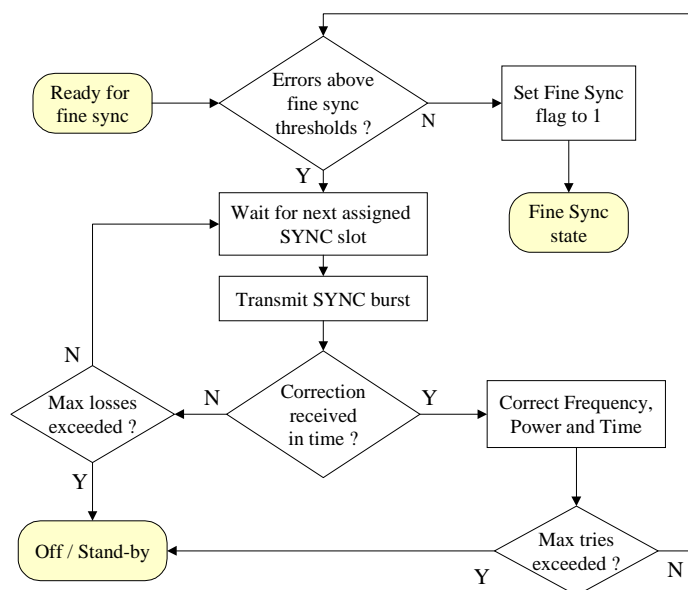 Ready for
fine sync
Errors above
fine sync
thresholds ?
N
Set Fine Sync
flag to 1
Y
Fine Sync
state
Wait for next assigned
SYNC slot
Transmit SYNC burst
N
Max losses
exceeded ?
N
Correction
received
in time ?
Y
Correct Frequency,
Power and Time
Y
Off / Stand-by
Y
Max tries
exceeded ?
N